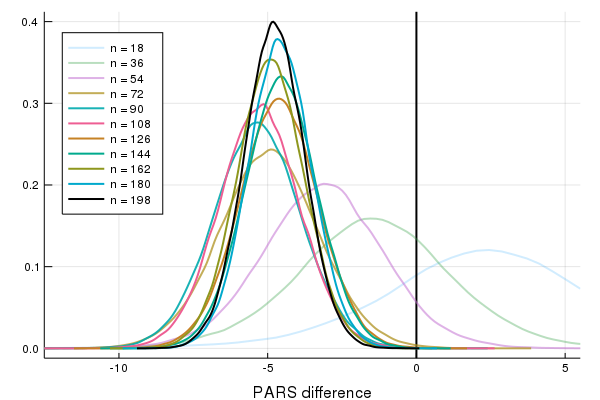 0.4
0.3
0.2
0.1
0.0
n = 18
n = 36
n = 54
n = 72
n = 90
n = 108
n = 126
n = 144
n = 162
n = 180
n = 198
-10 -5 0 5
PARS difference